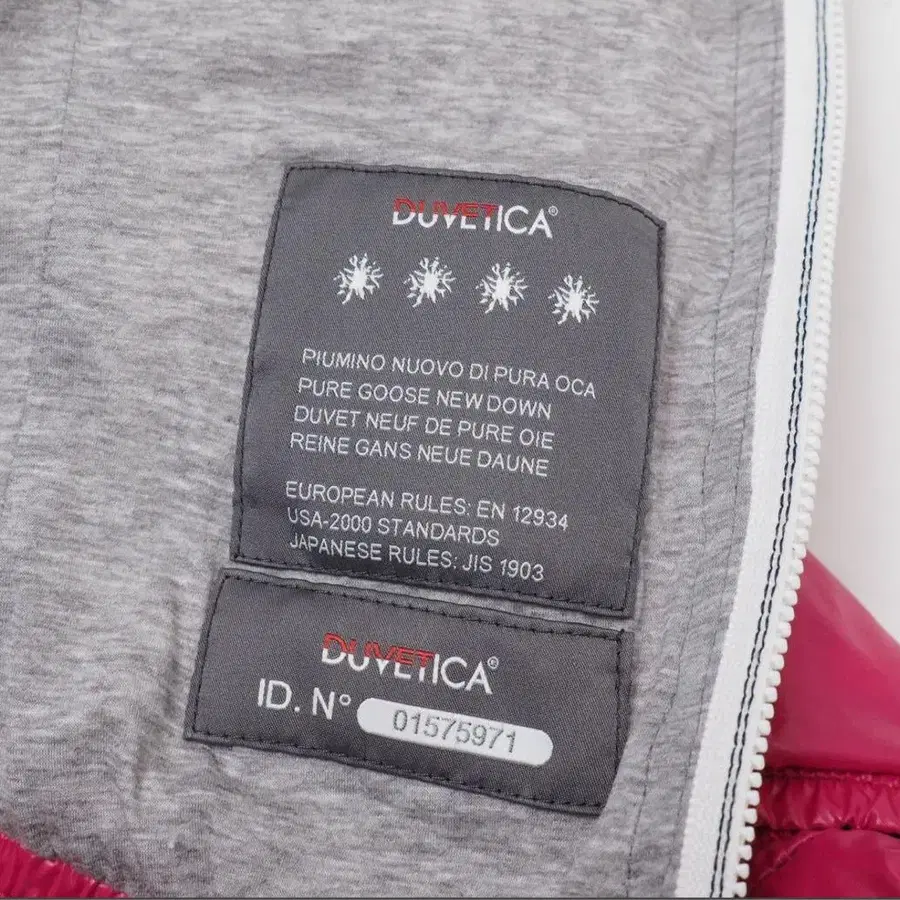 DUVETICA®
PIUMINO NUOVO DI PURA OCA
PURE GOOSE NEW DOWN
DUVET NEUF DE PURE OIE
REINE GANS NEUE DAUNE
EUROPEAN RULES: EN 12934
USA-2000 STANDARDS
JAPANESE RULES: JIS 1903
DUVETICA®
ID. N° 01575971